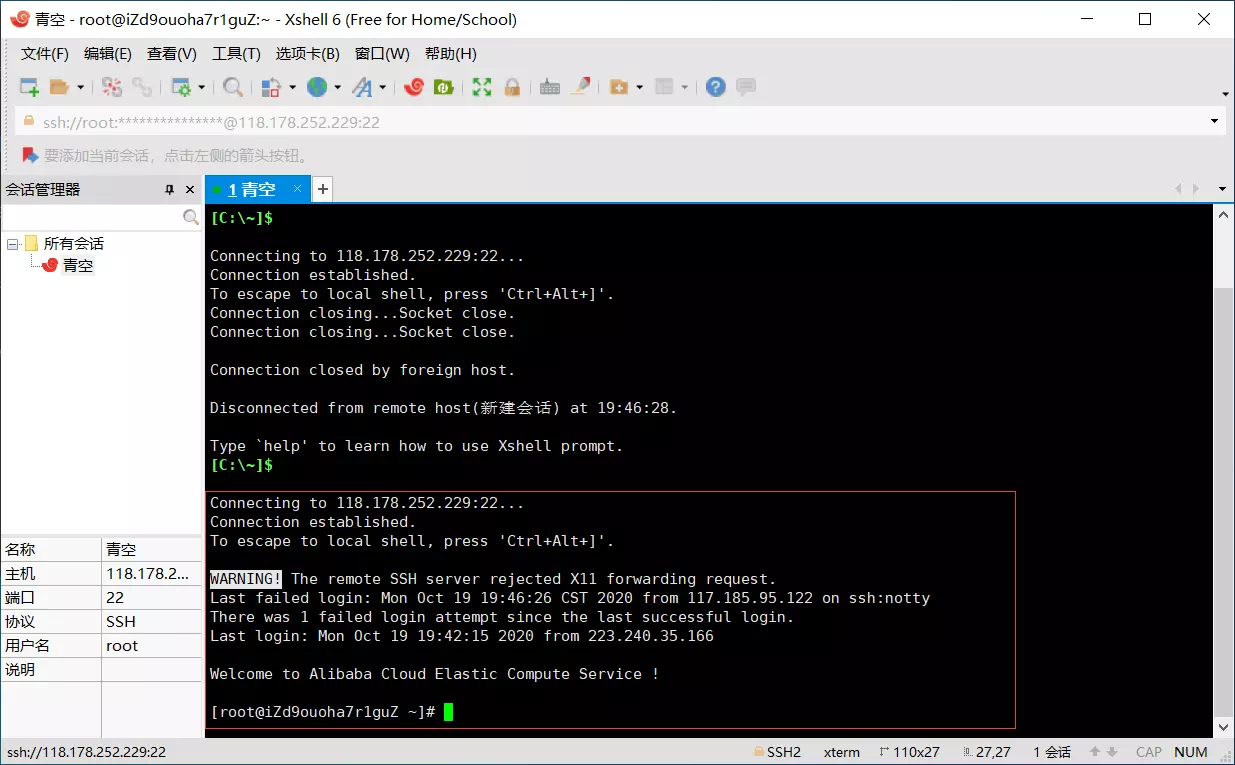 青空 - root@iZd9ouoha7r1guZ:~ - Xshell 6 (Free for Home/School)
文件(F) 编辑(E) 查看(V) 工具(T) 选项卡(B) 窗口(W) 帮助(H)
ssh://root:***************@118.178.252.229:22
要添加当前会话，点击左侧的箭头按钮。
会话管理器
所有会话
青空
名称 青空
主机 118.178.2...
端口 22
协议 SSH
用户名 root
说明
1 青空
[C:\~]$
Connecting to 118.178.252.229:22...
Connection established.
To escape to local shell, press 'Ctrl+Alt+]'.
Connection closing...Socket close.
Connection closing...Socket close.
Connection closed by foreign host.
Disconnected from remote host(新建会话) at 19:46:28.
Type `help' to learn how to use Xshell prompt.
[C:\~]$
Connecting to 118.178.252.229:22...
Connection established.
To escape to local shell, press 'Ctrl+Alt+]'.
WARNING! The remote SSH server rejected X11 forwarding request.
Last failed login: Mon Oct 19 19:46:26 CST 2020 from 117.185.95.122 on ssh:notty
There was 1 failed login attempt since the last successful login.
Last login: Mon Oct 19 19:42:15 2020 from 223.240.35.166
Welcome to Alibaba Cloud Elastic Compute Service !
[root@iZd9ouoha7r1guZ ~]#
ssh://118.178.252.229:22 SSH2 xterm 110x27 27,27 1 会话 CAP NUM